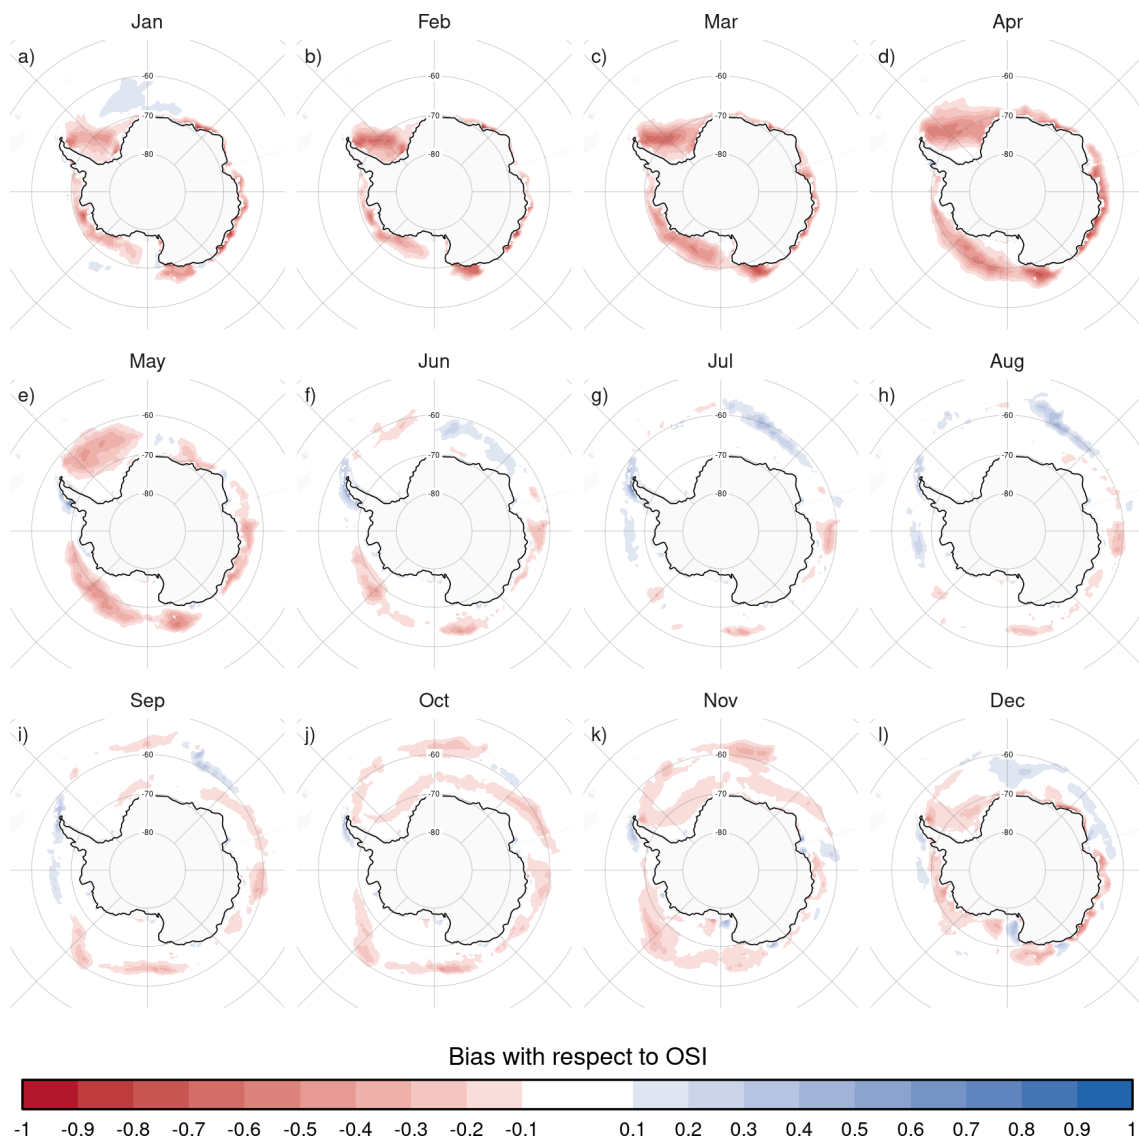 Jan Feb Mar Apr
a) b) c) d)
-60 -60 -60 -60
-70 -70 -70 -70
-80 -80 -80 -80
May Jun Jul Aug
e) f) g) h)
-60 -60 -60 -60
-70 -70 -70 -70
-80 -80 -80 -80
Sep Oct Nov Dec
i) j) k) l)
-60 -60 -60 -60
-70 -70 -70 -70
-80 -80 -80 -80
Bias with respect to OSI
-1 -0.9 -0.8 -0.7 -0.6 -0.5 -0.4 -0.3 -0.2 -0.1 0.1 0.2 0.3 0.4 0.5 0.6 0.7 0.8 0.9 1